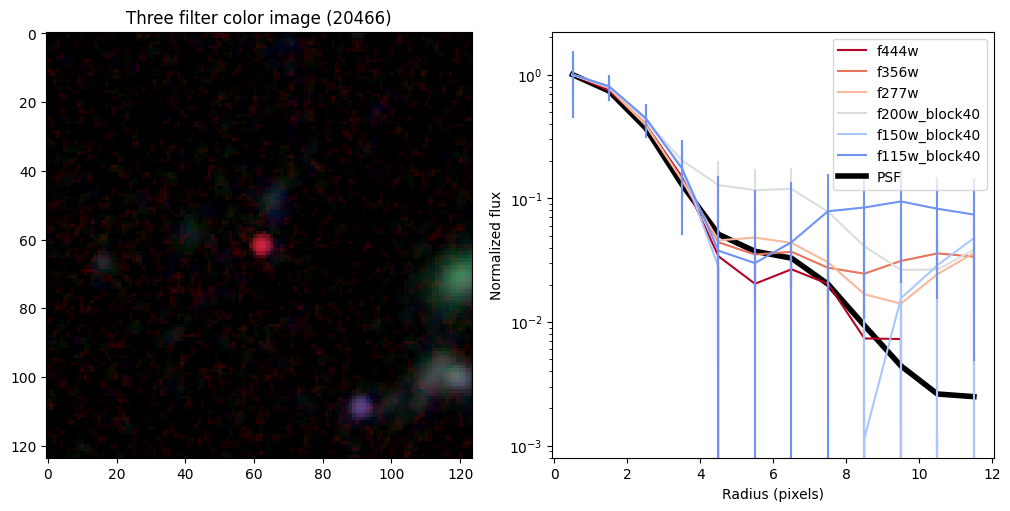 Three filter color image (20466)
0
20
40
60
80
100
120
0
20
40
60
80
100
120
Normalized flux
10⁰
10⁻¹
10⁻²
10⁻³
f444w
f356w
f277w
f200w_block40
f150w_block40
f115w_block40
PSF
0
2
4
6
8
10
12
Radius (pixels)